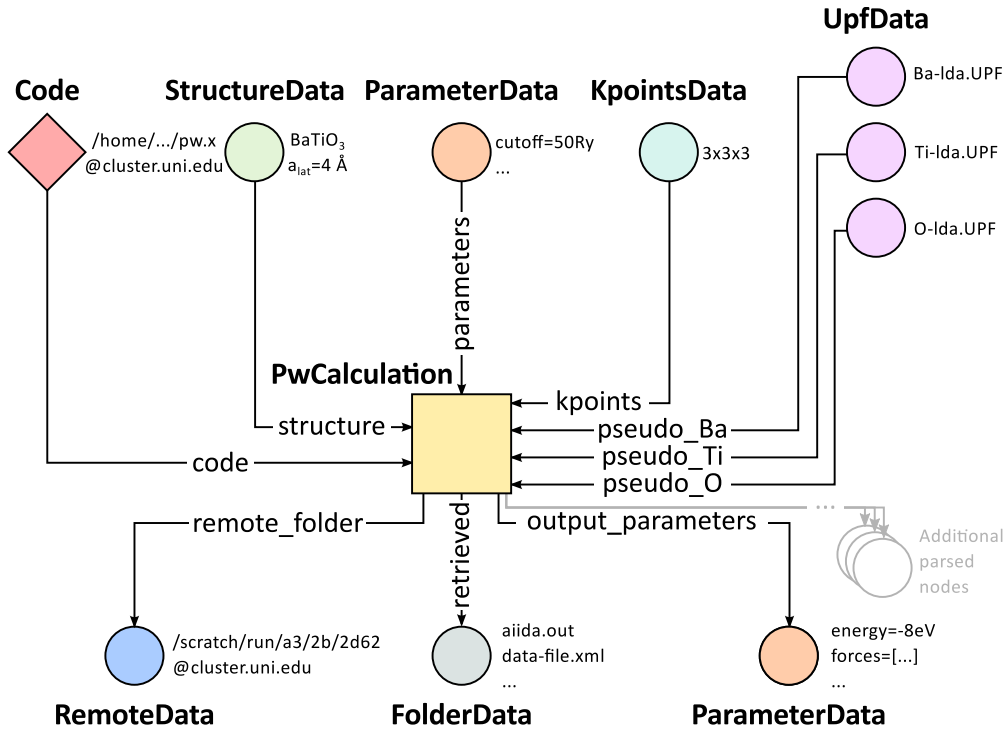 UpfData
Code
StructureData
ParameterData
KpointsData
Ba-lda.UPF
/home/.../pw.x
@cluster.uni.edu
BaTiO₃
aₗₐₜ=4 Å
cutoff=50Ry
...
3x3x3
Ti-lda.UPF
O-lda.UPF
parameters
PwCalculation
kpoints
structure
pseudo_Ba
code
pseudo_Ti
pseudo_O
remote_folder
retrieved
output_parameters
...
Additional
parsed
nodes
/scratch/run/a3/2b/2d62
@cluster.uni.edu
aiida.out
data-file.xml
...
energy=-8eV
forces=[...]
...
RemoteData
FolderData
ParameterData